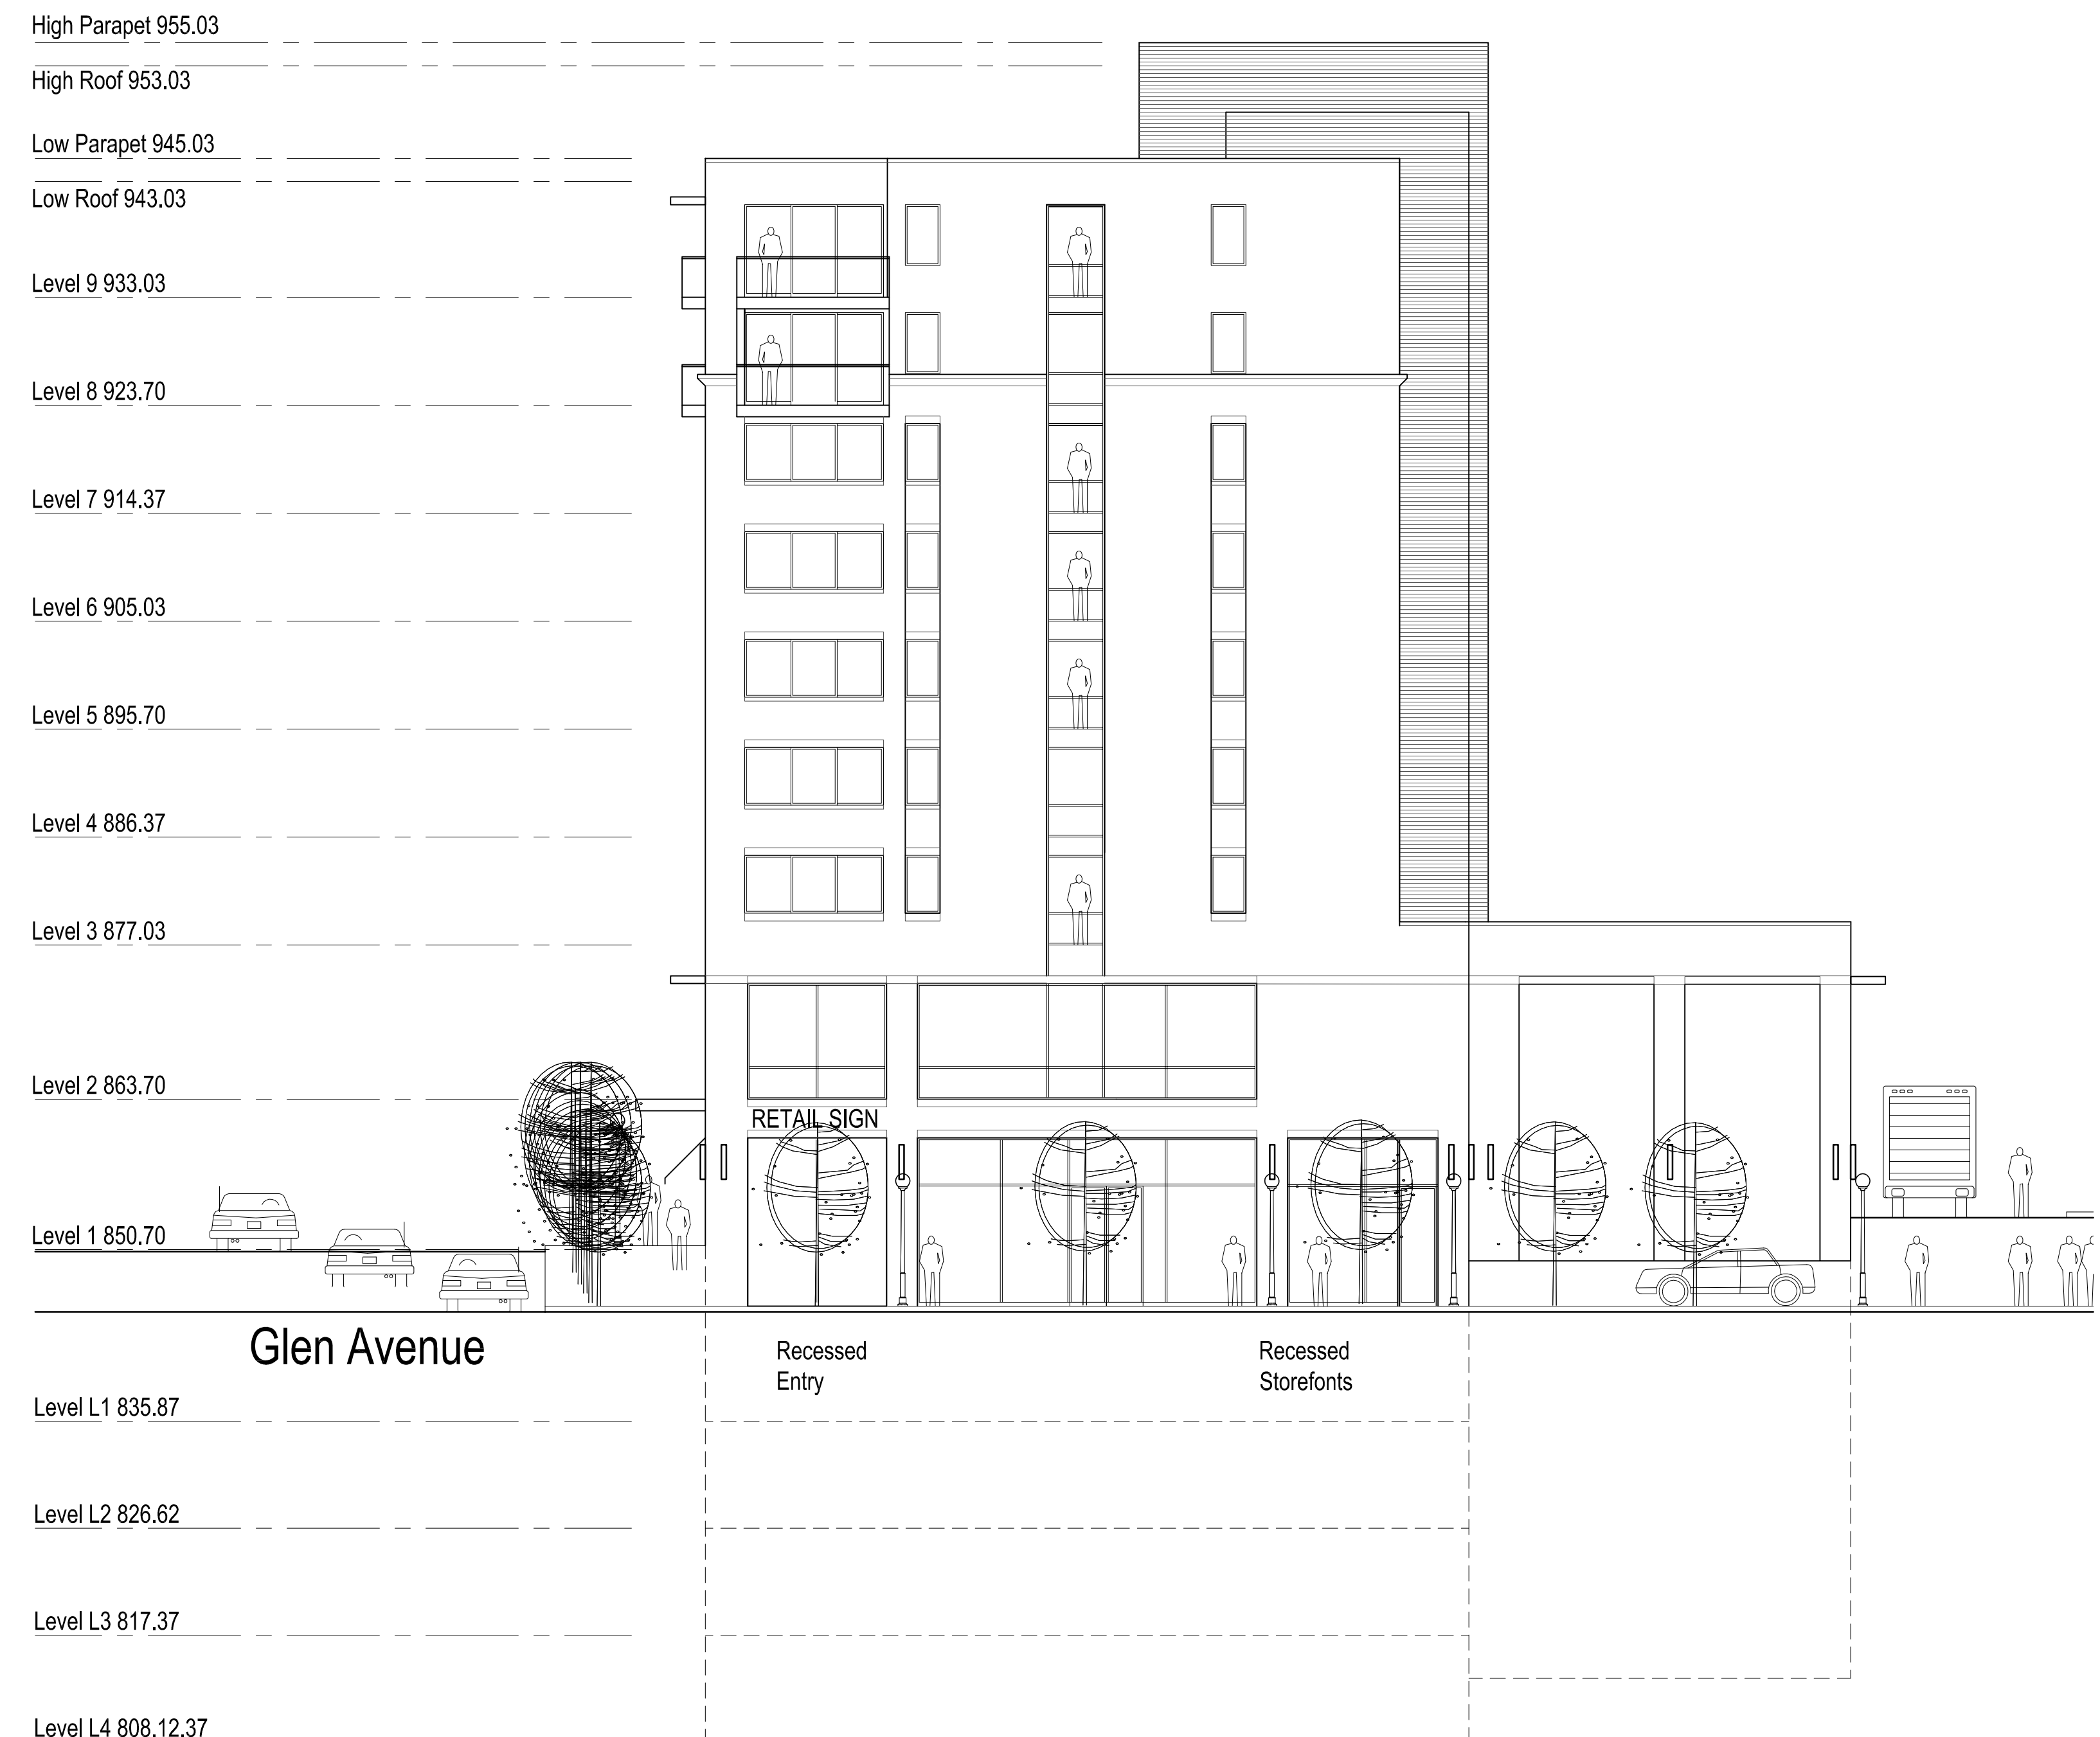 High Parapet 955.03
High Roof 953.03
Low Parapet 945.03
Low Roof 943.03
Level 9 933.03
Level 8 923.70
Level 7 914.37
Level 6 905.03
Level 5 895.70
Level 4 886.37
Level 3 877.03
Level 2 863.70
RETAIL SIGN
Level 1 850.70
Glen Avenue
Recessed
Entry
Recessed
Storefonts
Level L1 835.87
Level L2 826.62
Level L3 817.37
Level L4 808.12.37